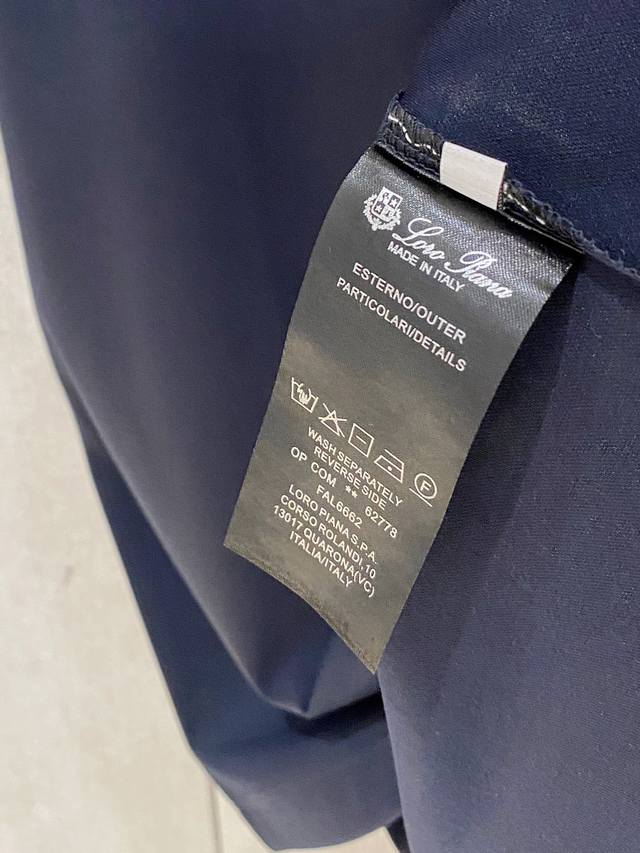 Loro Piana
MADE IN ITALY
ESTERNO/OUTER
PARTICOLARI/DETAILS
WASH SEPARATELY
REVERSE SIDE
OP COM ** 62778
FAL6662
LORO PIANA S.P.A.
CORSO ROLANDI,10
13017 QUARONA(VC)
ITALIA/ITALY